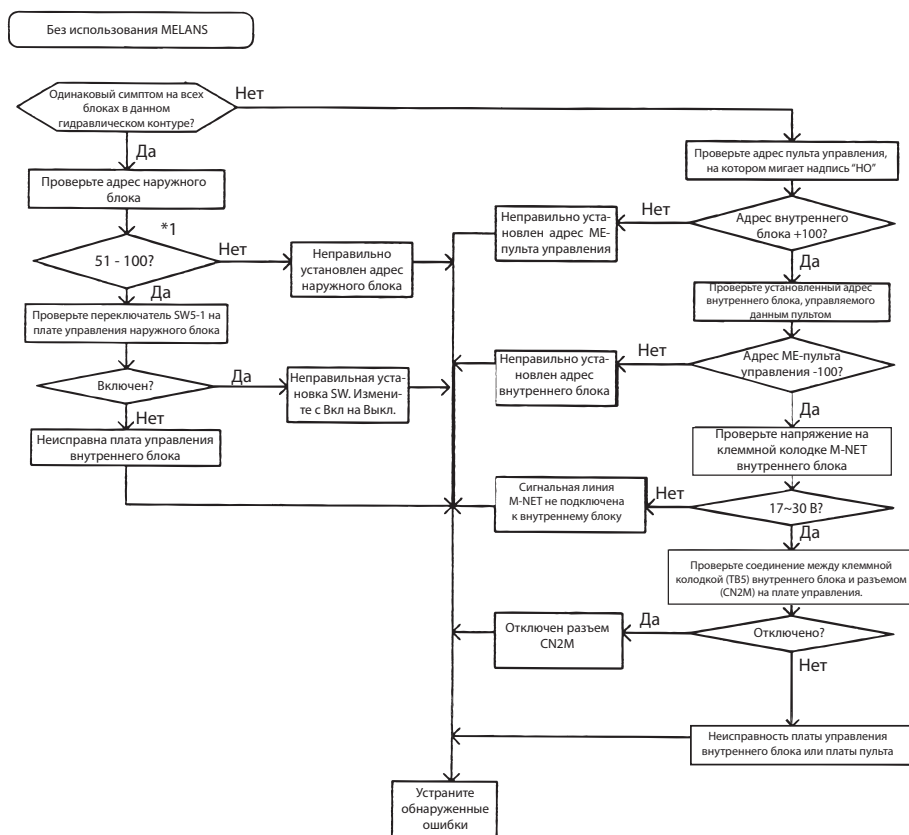 Без использования MELANS
Одинаковый симптом на всех
блоках в данном
гидравлическом контуре?
Нет
Да
Проверьте адрес наружного
блока
*1
51 - 100?
Нет
Неправильно
установлен адрес
наружного блока
Да
Проверьте переключатель SW5-1 на
плате управления наружного блока
Включен?
Да
Неправильная уста-
новка SW. Измени-
те с Вкл на Выкл.
Нет
Неисправна плата управления
внутреннего блока
Проверьте адрес пульта управления,
на котором мигает надпись "HO"
Адрес внутреннего
блока +100?
Нет
Неправильно уста-
новлен адрес ME-
пульта управления
Да
Проверьте установленный адрес
внутреннего блока, управляемого
данным пультом
Адрес ME-пульта
управления -100?
Нет
Неправильно уста-
новлен адрес
внутреннего блока
Да
Проверьте напряжение на
клеммной колодке M-NET
внутреннего блока
17~30 В?
Нет
Сигнальная линия
M-NET не подключена
к внутреннему блоку
Да
Проверьте соединение между клеммной
колодкой (TB5) внутреннего блока и разъемом
(CN2M) на плате управления.
Отключено?
Да
Отключен разъем
CN2M
Нет
Неисправность платы управления
внутреннего блока или платы пульта
Устраните
обнаруженные
ошибки